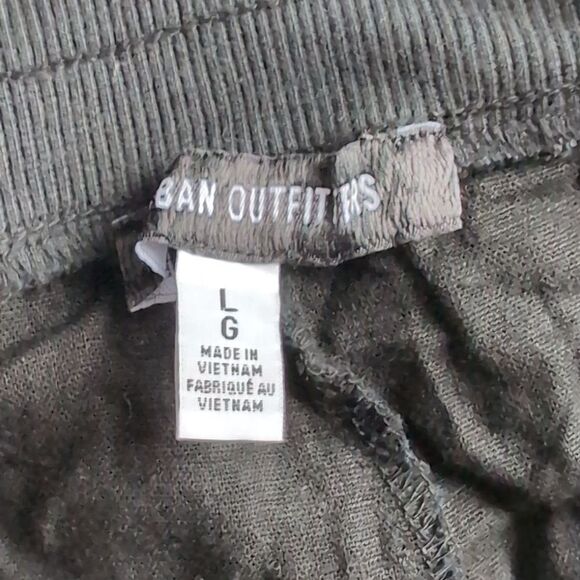 BAN OUTFITTERS
L
G
MADE IN
VIETNAM
FABRIQUÉ AU
VIETNAM